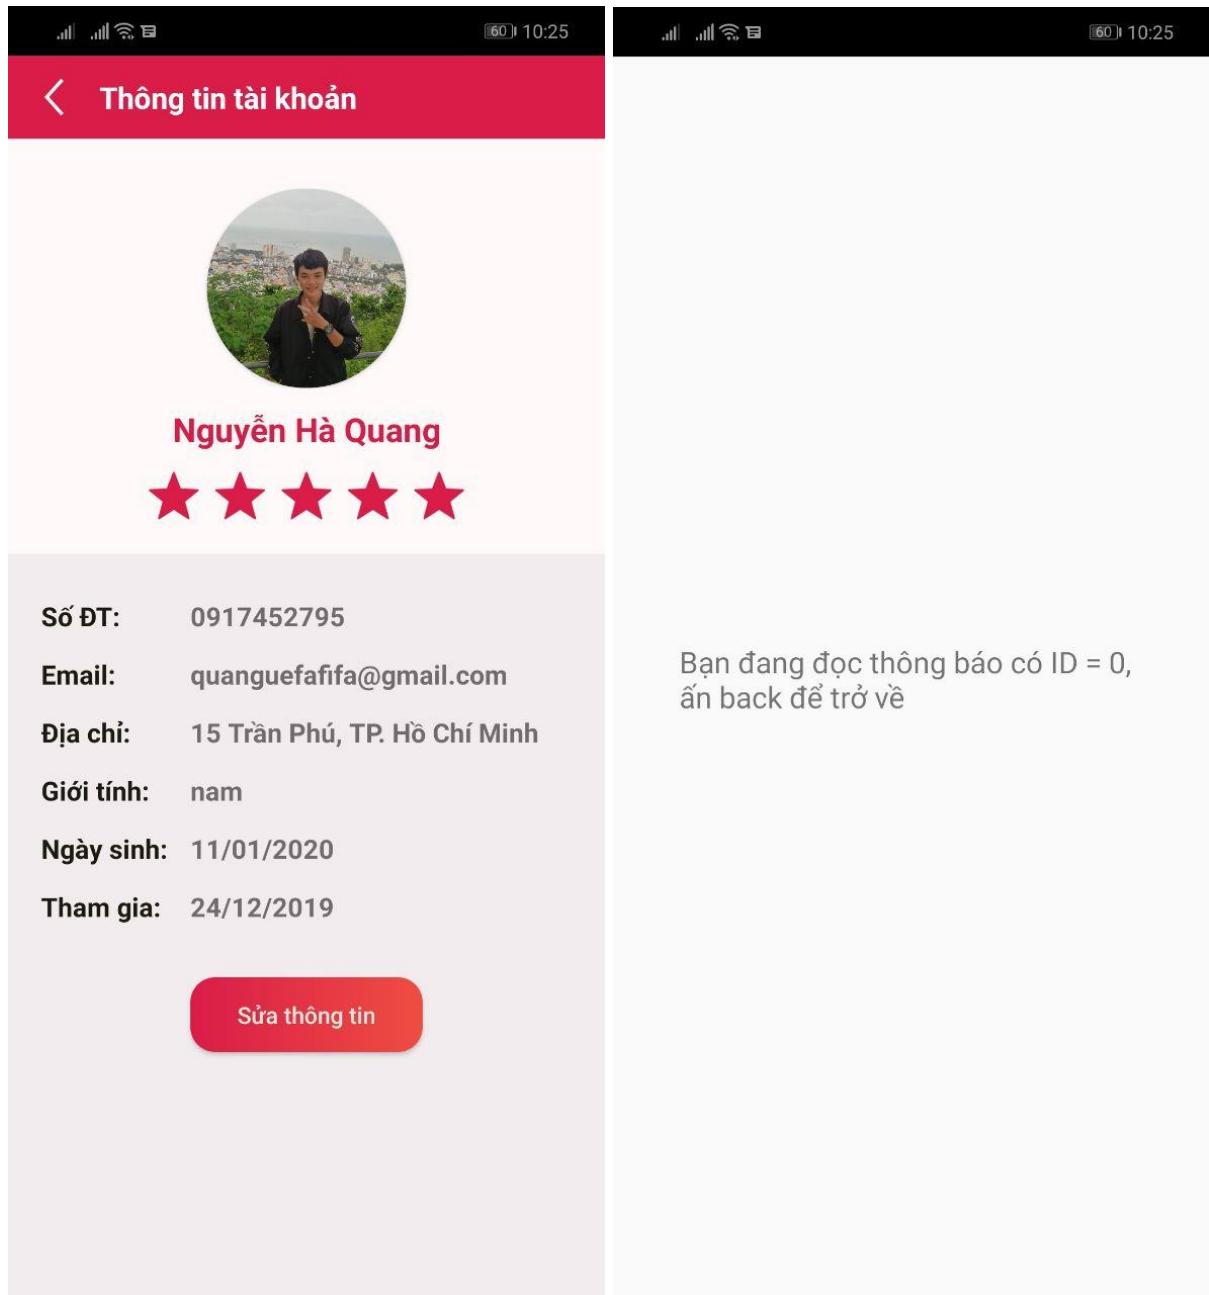 60 10:25
Thông tin tài khoản
Nguyễn Hà Quang
Số ĐT: 0917452795
Email: quanguefafifa@gmail.com
Địa chỉ: 15 Trần Phú, TP. Hồ Chí Minh
Giới tính: nam
Ngày sinh: 11/01/2020
Tham gia: 24/12/2019
Sửa thông tin
60 10:25
Bạn đang đọc thông báo có ID = 0,
ấn back để trở về